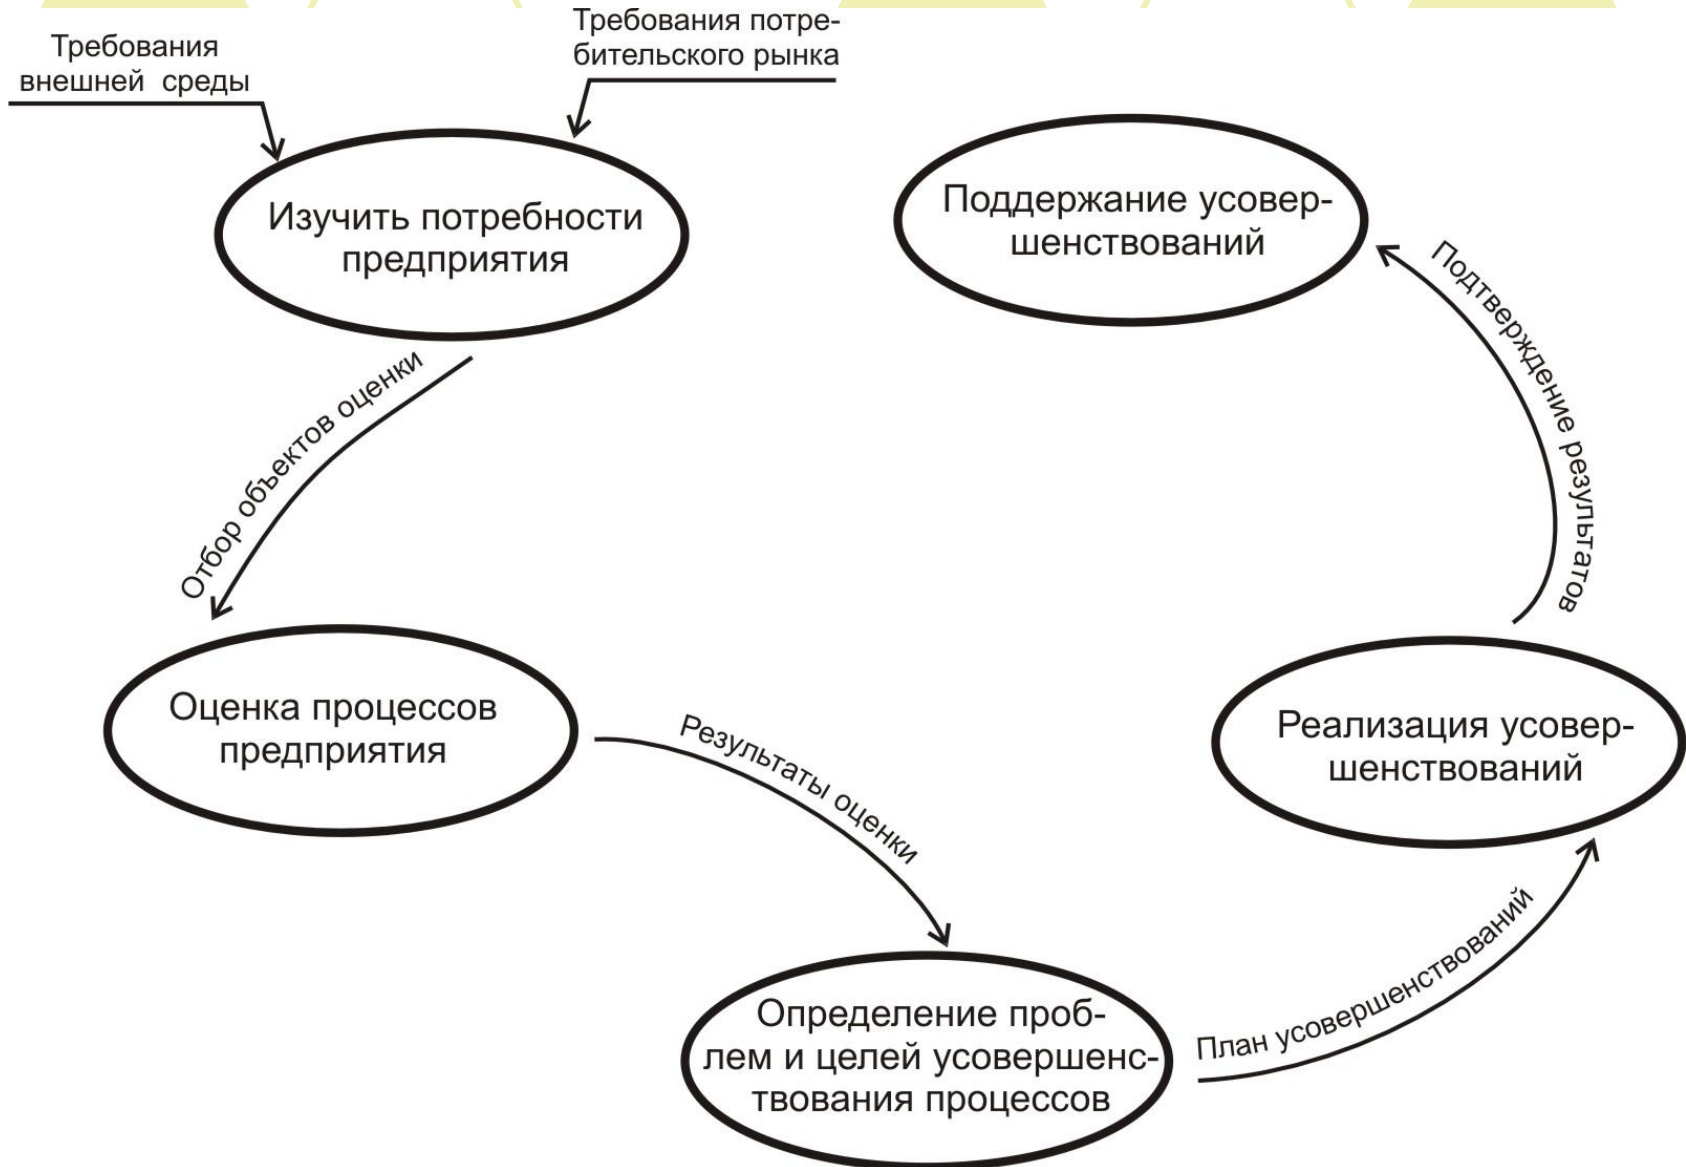 Требования
внешней среды
Требования потре-
бительского рынка
Изучить потребности
предприятия
Поддержание усовер-
шенствований
Отбор объектов оценки
Подтверждение результатов
Оценка процессов
предприятия
Результаты оценки
Реализация усовер-
шенствований
Определение проб-
лем и целей усовершенс-
твования процессов
План усовершенствований